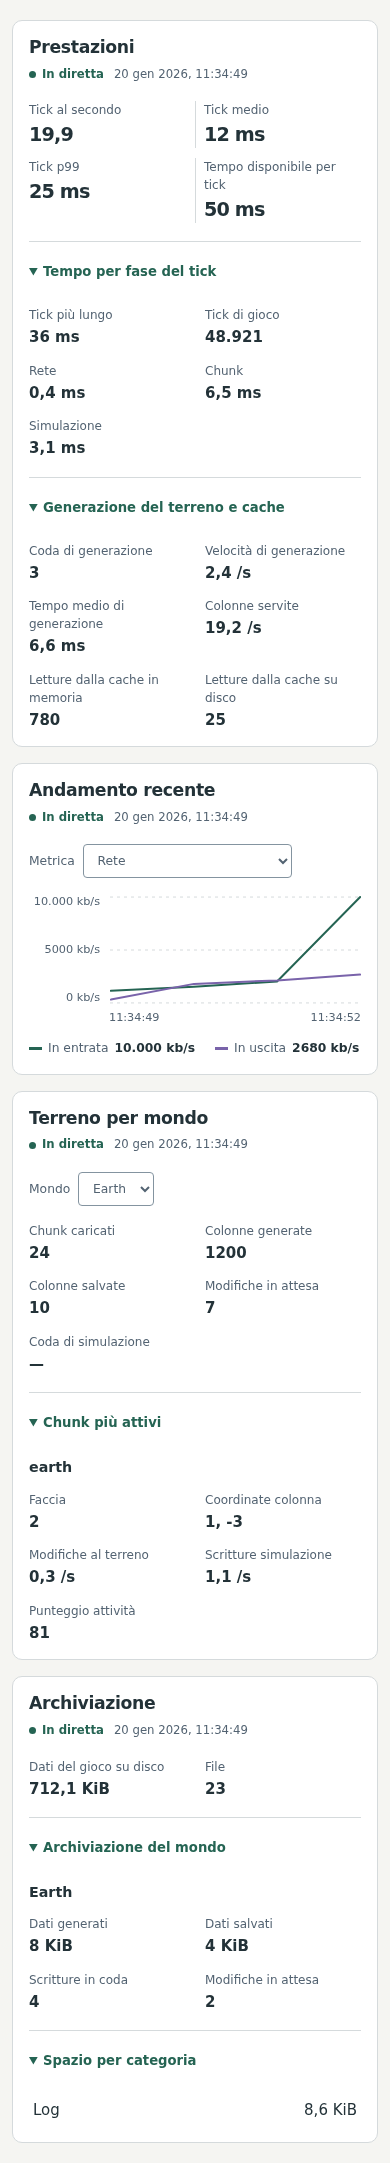 Prestazioni
In diretta 20 gen 2026, 11:34:49
Tick al secondo
19,9
Tick medio
12 ms
Tick p99
25 ms
Tempo disponibile per
tick
50 ms
Tempo per fase del tick
Tick più lungo
36 ms
Tick di gioco
48.921
Rete
0,4 ms
Chunk
6,5 ms
Simulazione
3,1 ms
Generazione del terreno e cache
Coda di generazione
3
Velocità di generazione
2,4 /s
Tempo medio di
generazione
6,6 ms
Colonne servite
19,2 /s
Letture dalla cache in
memoria
780
Letture dalla cache su
disco
25
Andamento recente
In diretta 20 gen 2026, 11:34:49
Metrica Rete
10.000 kb/s
5000 kb/s
0 kb/s
11:34:49 11:34:52
In entrata 10.000 kb/s In uscita 2680 kb/s
Terreno per mondo
In diretta 20 gen 2026, 11:34:49
Mondo Earth
Chunk caricati
24
Colonne generate
1200
Colonne salvate
10
Modifiche in attesa
7
Coda di simulazione
—
Chunk più attivi
earth
Faccia
2
Coordinate colonna
1, -3
Modifiche al terreno
0,3 /s
Scritture simulazione
1,1 /s
Punteggio attività
81
Archiviazione
In diretta 20 gen 2026, 11:34:49
Dati del gioco su disco
712,1 KiB
File
23
Archiviazione del mondo
Earth
Dati generati
8 KiB
Dati salvati
4 KiB
Scritture in coda
4
Modifiche in attesa
2
Spazio per categoria
Log 8,6 KiB